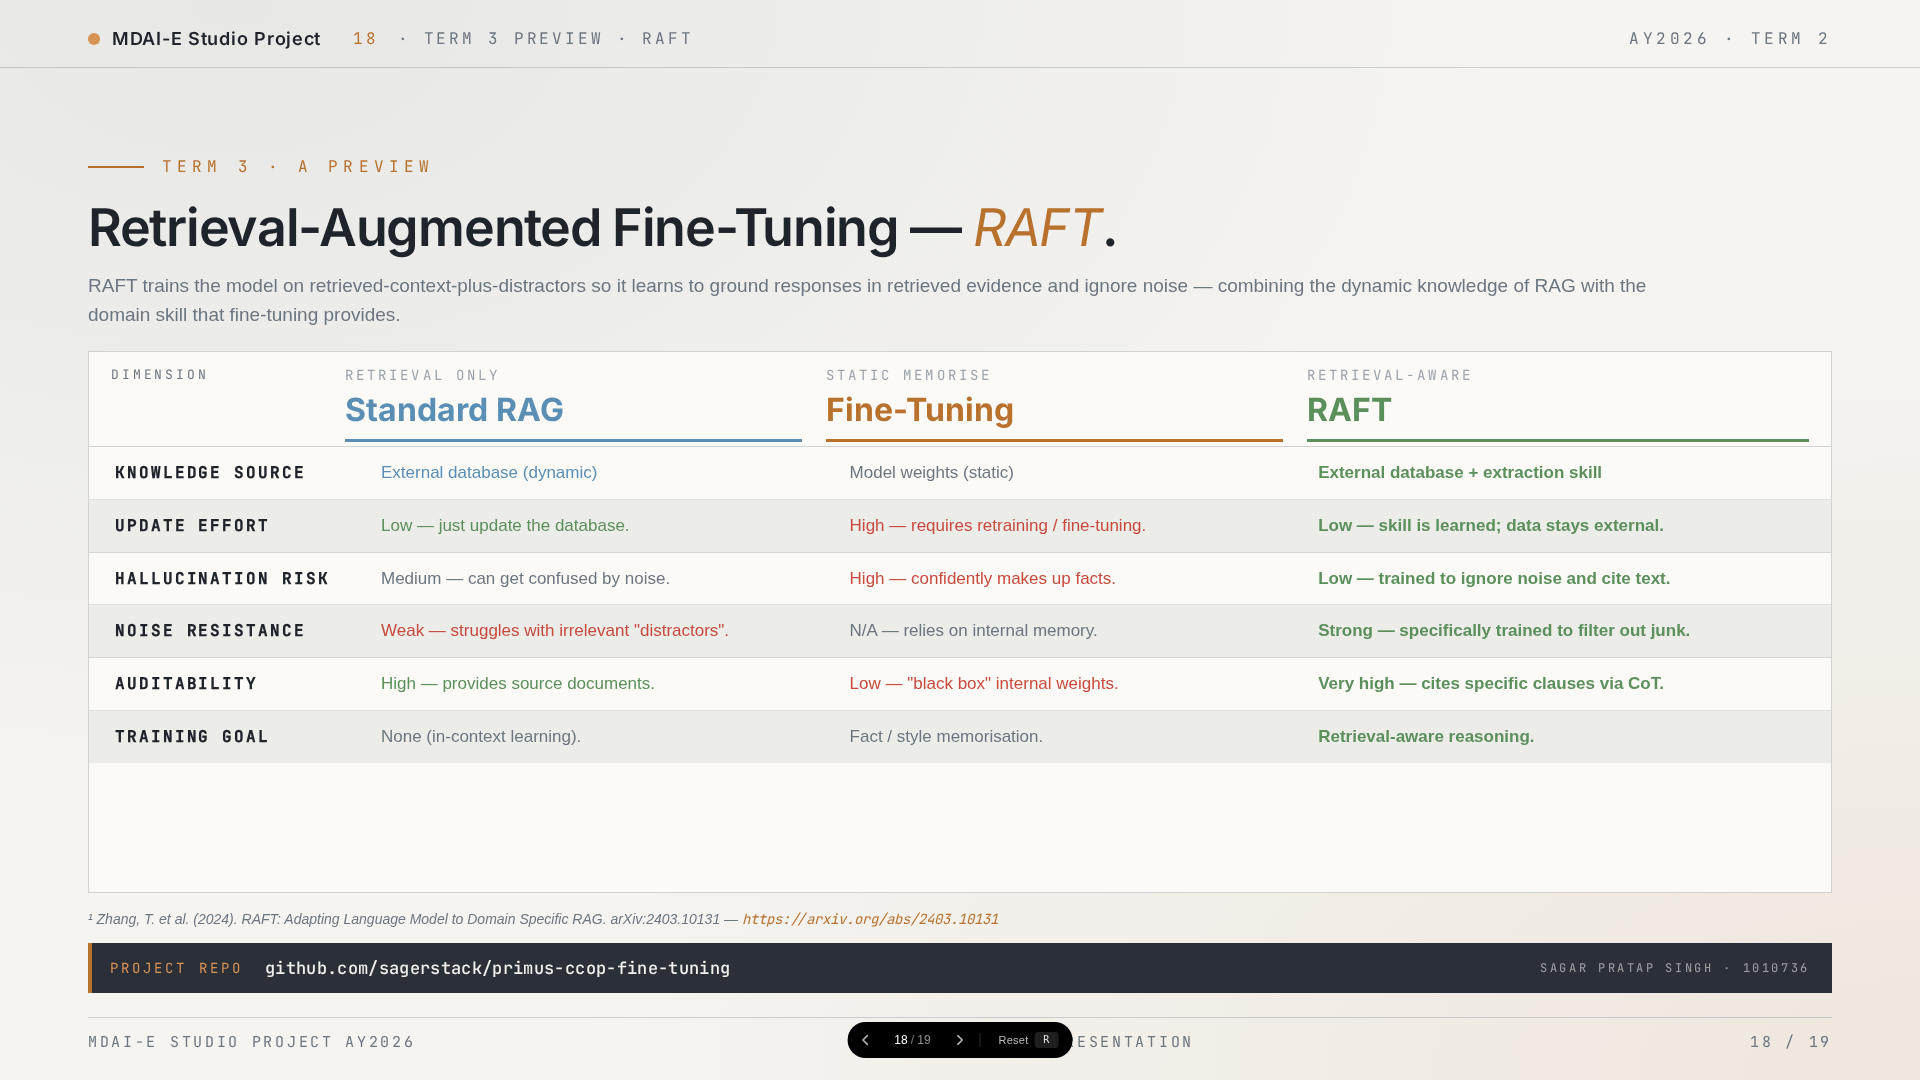 MDAI-E Studio Project 18 · TERM 3 PREVIEW · RAFT AY2026 · TERM 2
TERM 3 · A PREVIEW
Retrieval-Augmented Fine-Tuning — RAFT.
RAFT trains the model on retrieved-context-plus-distractors so it learns to ground responses in retrieved evidence and ignore noise — combining the dynamic knowledge of RAG with the
domain skill that fine-tuning provides.
DIMENSION RETRIEVAL ONLY STATIC MEMORISE RETRIEVAL-AWARE
Standard RAG Fine-Tuning RAFT
KNOWLEDGE SOURCE External database (dynamic) Model weights (static) External database + extraction skill
UPDATE EFFORT Low — just update the database. High — requires retraining / fine-tuning. Low — skill is learned; data stays external.
HALLUCINATION RISK Medium — can get confused by noise. High — confidently makes up facts. Low — trained to ignore noise and cite text.
NOISE RESISTANCE Weak — struggles with irrelevant "distractors". N/A — relies on internal memory. Strong — specifically trained to filter out junk.
AUDITABILITY High — provides source documents. Low — "black box" internal weights. Very high — cites specific clauses via CoT.
TRAINING GOAL None (in-context learning). Fact / style memorisation. Retrieval-aware reasoning.
¹ Zhang, T. et al. (2024). RAFT: Adapting Language Model to Domain Specific RAG. arXiv:2403.10131 — https://arxiv.org/abs/2403.10131
PROJECT REPO github.com/sagerstack/primus-ccop-fine-tuning SAGAR PRATAP SINGH · 1010736
MDAI-E STUDIO PROJECT AY2026 18 / 19 Reset R ESENTATION 18 / 19